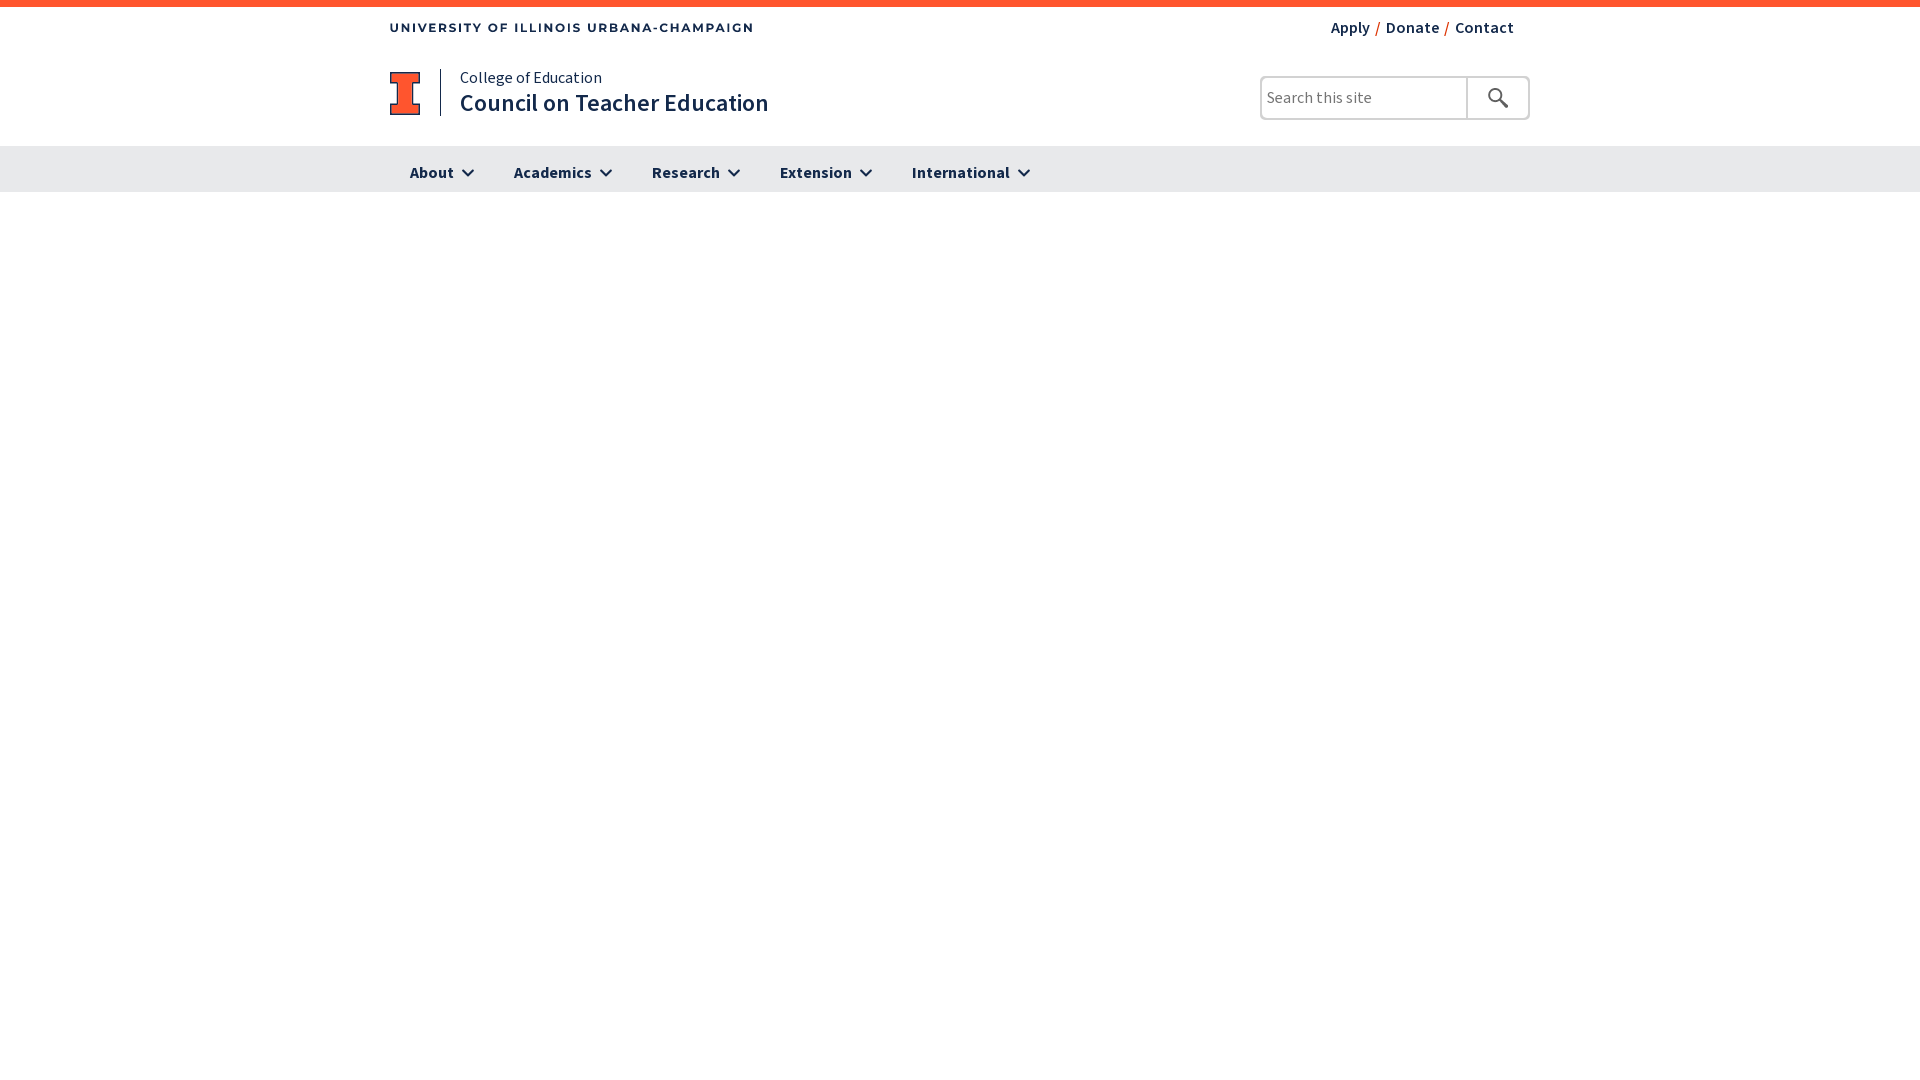 UNIVERSITY OF ILLINOIS URBANA-CHAMPAIGN
Apply / Donate / Contact
College of Education
Council on Teacher Education
Search this site
About Academics Research Extension International